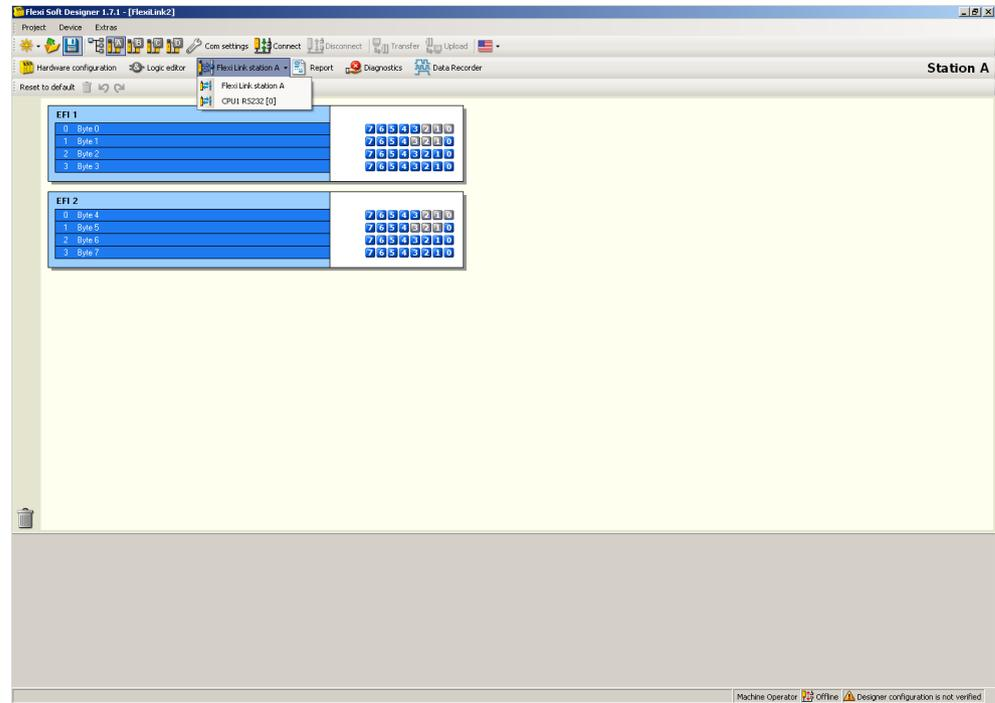 Flexi Soft Designer 1.7.1 - [FlexiLink2]
Project Device Extras
A B C D Com settings Connect Disconnect Transfer Upload
Hardware configuration Logic editor Flexi Link station A Report Diagnostics Data Recorder Station A
Reset to default
Flexi Link station A
CPU1 RS232 [0]
EFI 1
0 Byte 0 7 6 5 4 3 2 1 0
1 Byte 1 7 6 5 4 3 2 1 0
2 Byte 2 7 6 5 4 3 2 1 0
3 Byte 3 7 6 5 4 3 2 1 0
EFI 2
0 Byte 4 7 6 5 4 3 2 1 0
1 Byte 5 7 6 5 4 3 2 1 0
2 Byte 6 7 6 5 4 3 2 1 0
3 Byte 7 7 6 5 4 3 2 1 0
Machine Operator Offline Designer configuration is not verified